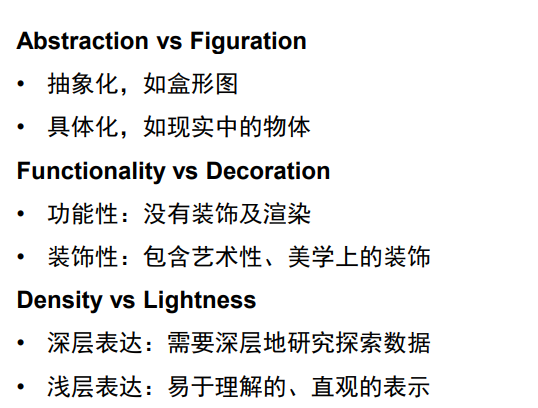 Abstraction vs Figuration
• 抽象化，如盒形图
• 具体化，如现实中的物体
Functionality vs Decoration
• 功能性：没有装饰及渲染
• 装饰性：包含艺术性、美学上的装饰
Density vs Lightness
• 深层表达：需要深层地研究探索数据
• 浅层表达：易于理解的、直观的表示